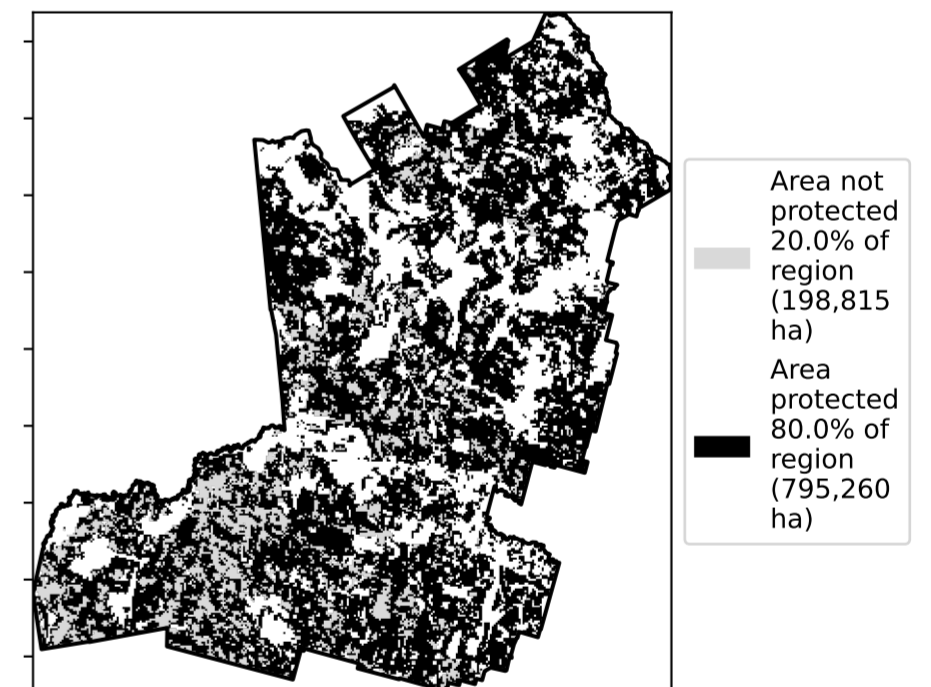 Area not
protected
20.0% of
region
(198,815
ha)
Area
protected
80.0% of
region
(795,260
ha)